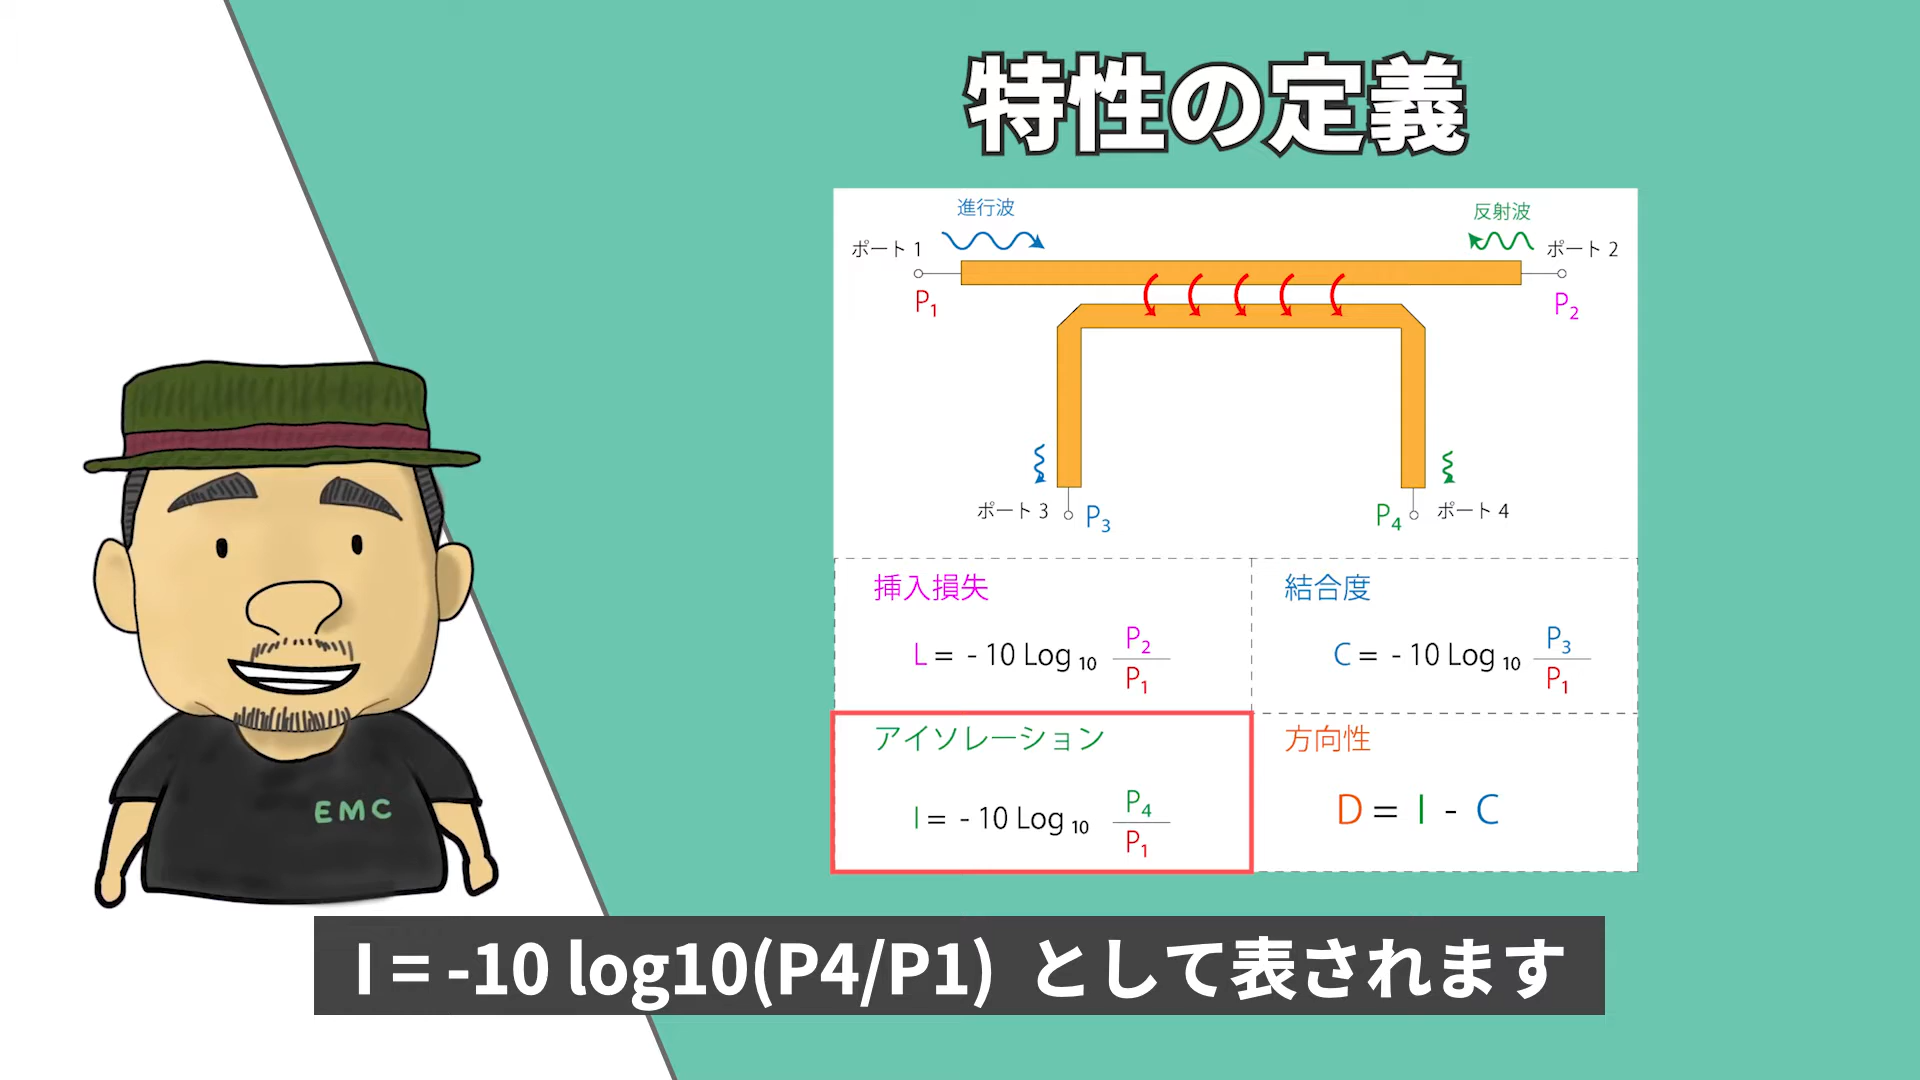 特性の定義
進行波
反射波
ポート 1
ポート 2
P1
P2
ポート 3
P3
P4
ポート 4
挿入損失
L = - 10 Log 10 P2 / P1
結合度
C = - 10 Log 10 P3 / P1
アイソレーション
I = - 10 Log 10 P4 / P1
方向性
D = I - C
EMC
I = -10 log10(P4/P1) として表されます